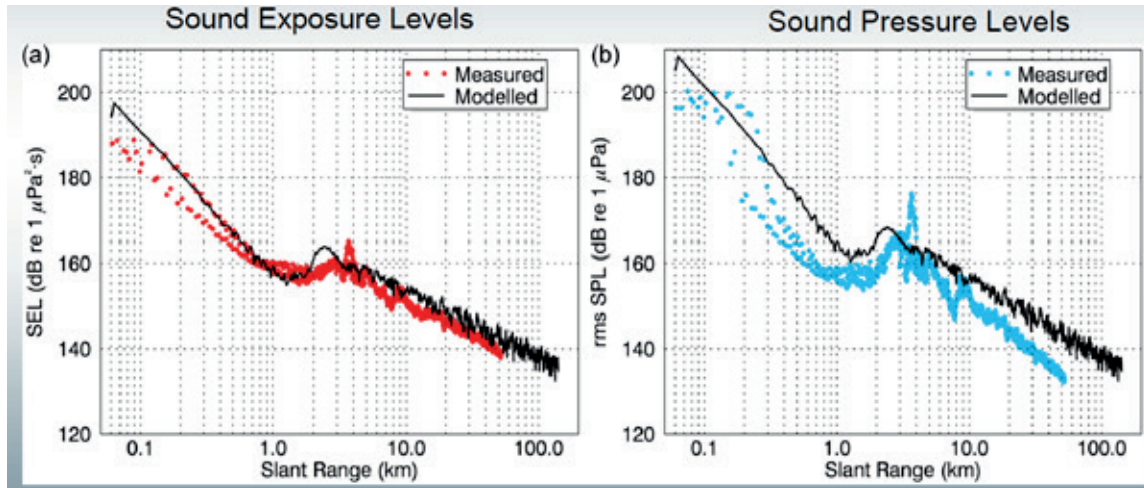 Sound Exposure Levels
Sound Pressure Levels
(a)
Measured
Modelled
200
180
160
140
120
SEL (dB re 1 μPa²·s)
0.1 1.0 10.0 100.0
Slant Range (km)
(b)
Measured
Modelled
200
180
160
140
120
rms SPL (dB re 1 μPa)
0.1 1.0 10.0 100.0
Slant Range (km)